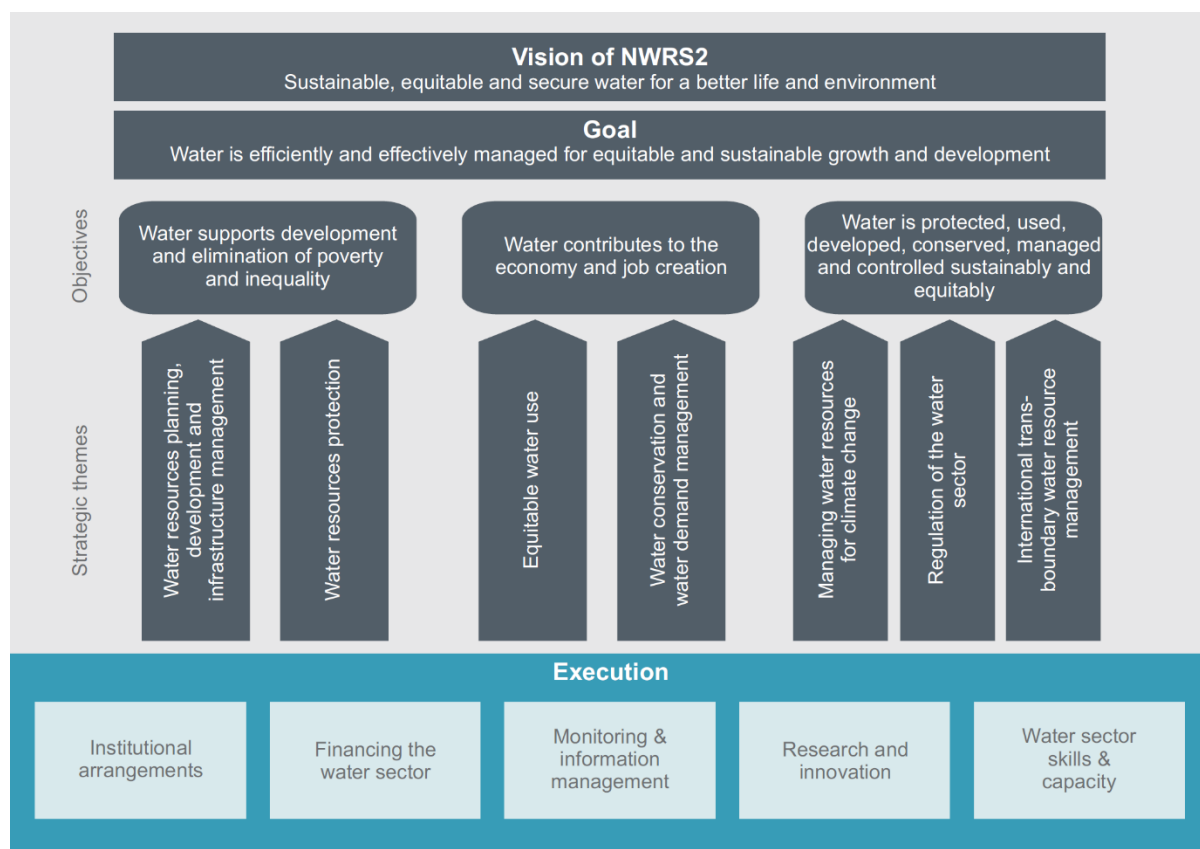 Vision of NWRS2
Sustainable, equitable and secure water for a better life and environment
Goal
Water is efficiently and effectively managed for equitable and sustainable growth and development
Objectives
Water supports development
and elimination of poverty
and inequality
Water contributes to the
economy and job creation
Water is protected, used,
developed, conserved, managed
and controlled sustainably and
equitably
Strategic themes
Water resources planning,
development and
infrastructure management
Water resources protection
Equitable water use
Water conservation and
water demand management
Managing water resources
for climate change
Regulation of the water
sector
International trans-
boundary water resource
management
Execution
Institutional
arrangements
Financing the
water sector
Monitoring &
information
management
Research and
innovation
Water sector
skills &
capacity